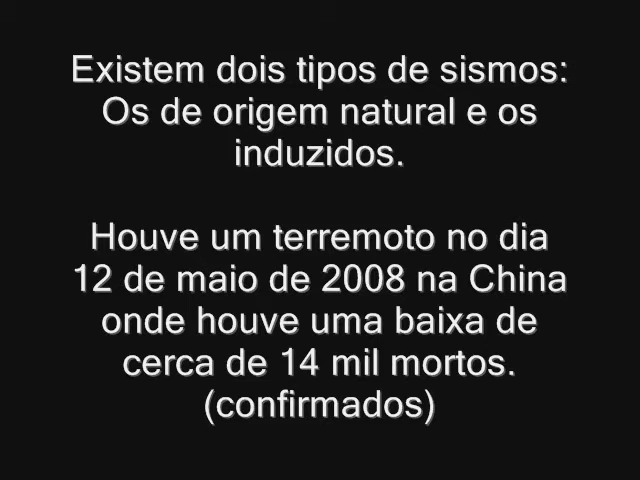 Existem dois tipos de sismos:
Os de origem natural e os
induzidos.
Houve um terremoto no dia
12 de maio de 2008 na China
onde houve uma baixa de
cerca de 14 mil mortos.
(confirmados)